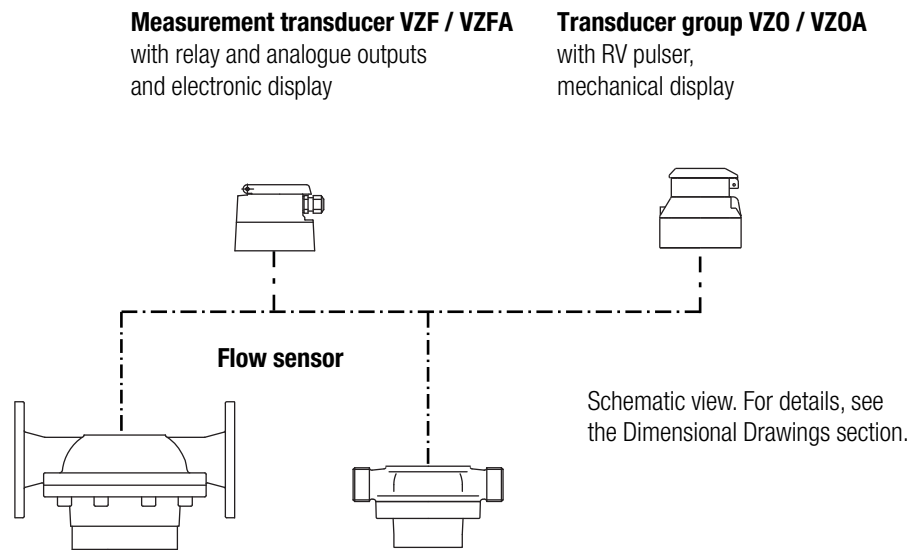 Measurement transducer VZF / VZFA
with relay and analogue outputs
and electronic display
Transducer group VZO / VZOA
with RV pulser,
mechanical display
Flow sensor
Schematic view. For details, see
the Dimensional Drawings section.